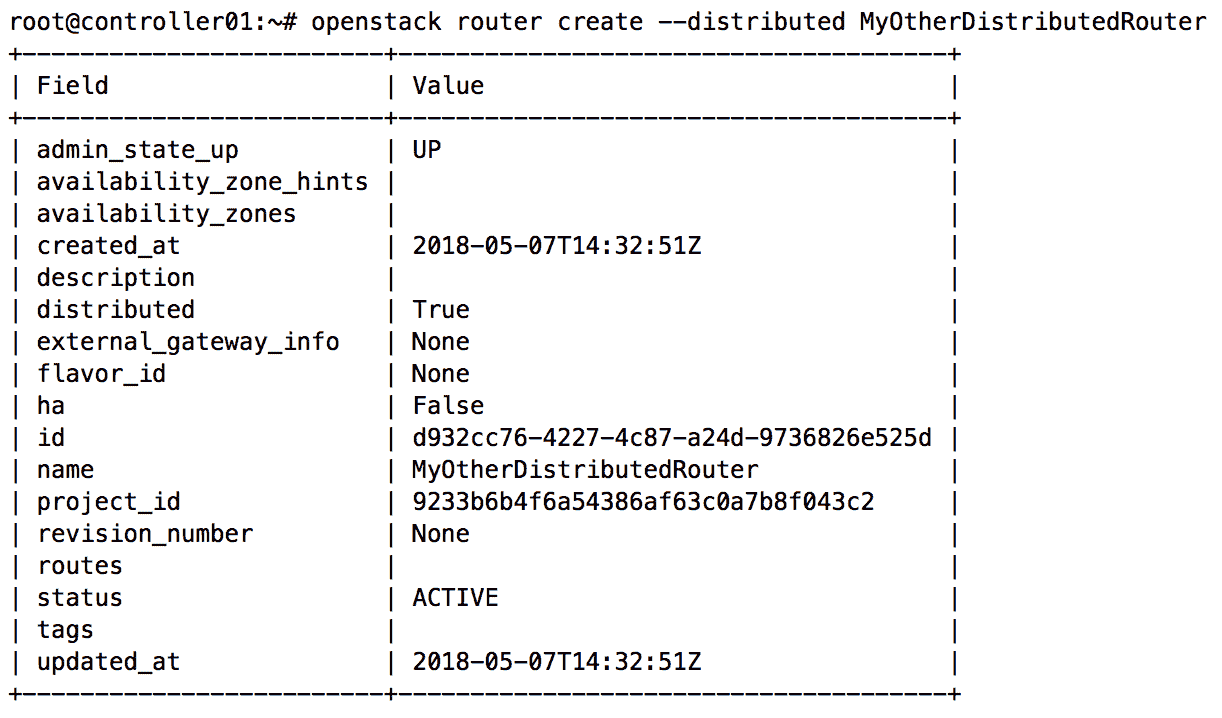 root@controller01:~# openstack router create --distributed MyOtherDistributedRouter
+-------------------------+--------------------------------------+
| Field                   | Value                                |
+-------------------------+--------------------------------------+
| admin_state_up          | UP                                   |
| availability_zone_hints |                                      |
| availability_zones      |                                      |
| created_at              | 2018-05-07T14:32:51Z                 |
| description             |                                      |
| distributed             | True                                 |
| external_gateway_info   | None                                 |
| flavor_id               | None                                 |
| ha                      | False                                |
| id                      | d932cc76-4227-4c87-a24d-9736826e525d |
| name                    | MyOtherDistributedRouter             |
| project_id              | 9233b6b4f6a54386af63c0a7b8f043c2     |
| revision_number         | None                                 |
| routes                  |                                      |
| status                  | ACTIVE                               |
| tags                    |                                      |
| updated_at              | 2018-05-07T14:32:51Z                 |
+-------------------------+--------------------------------------+